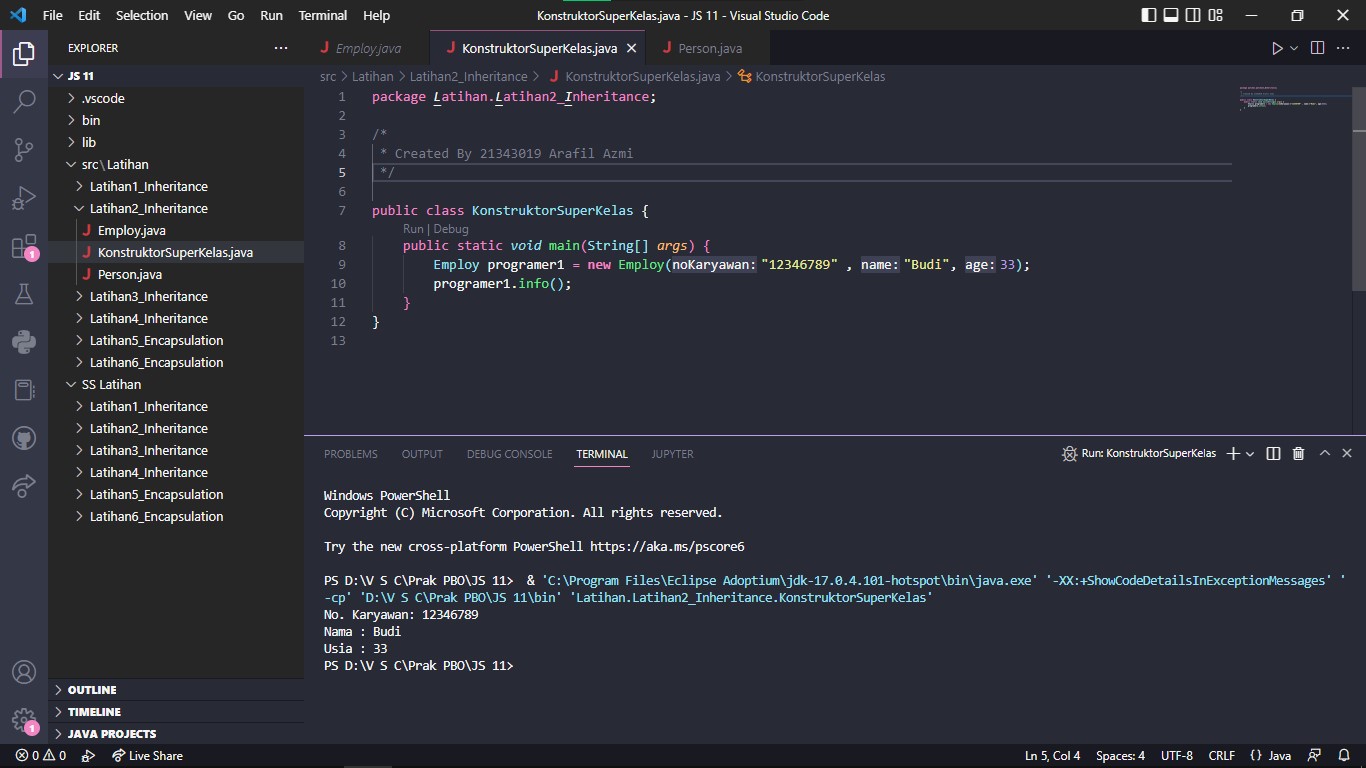 File Edit Selection View Go Run Terminal Help KonstruktorSuperKelas.java - JS 11 - Visual Studio Code
EXPLORER
JS 11
.vscode
bin
lib
src\Latihan
Latihan1_Inheritance
Latihan2_Inheritance
Employ.java
KonstruktorSuperKelas.java
Person.java
Latihan3_Inheritance
Latihan4_Inheritance
Latihan5_Encapsulation
Latihan6_Encapsulation
SS Latihan
Latihan1_Inheritance
Latihan2_Inheritance
Latihan3_Inheritance
Latihan4_Inheritance
Latihan5_Encapsulation
Latihan6_Encapsulation
OUTLINE
TIMELINE
JAVA PROJECTS
1
1
Employ.java KonstruktorSuperKelas.java Person.java
src > Latihan > Latihan2_Inheritance > KonstruktorSuperKelas.java > KonstruktorSuperKelas
1 package Latihan.Latihan2_Inheritance;
2
3 /*
4 * Created By 21343019 Arafil Azmi
5 */
6
7 public class KonstruktorSuperKelas {
Run | Debug
8 public static void main(String[] args) {
9 Employ programer1 = new Employ(noKaryawan: "12346789" , name: "Budi", age: 33);
10 programer1.info();
11 }
12 }
13
PROBLEMS OUTPUT DEBUG CONSOLE TERMINAL JUPYTER Run: KonstruktorSuperKelas
Windows PowerShell
Copyright (C) Microsoft Corporation. All rights reserved.
Try the new cross-platform PowerShell https://aka.ms/pscore6
PS D:\V S C\Prak PBO\JS 11>  & 'C:\Program Files\Eclipse Adoptium\jdk-17.0.4.101-hotspot\bin\java.exe' '-XX:+ShowCodeDetailsInExceptionMessages' '
-cp' 'D:\V S C\Prak PBO\JS 11\bin' 'Latihan.Latihan2_Inheritance.KonstruktorSuperKelas'
No. Karyawan: 12346789
Nama : Budi
Usia : 33
PS D:\V S C\Prak PBO\JS 11>
0 0 Live Share Ln 5, Col 4 Spaces: 4 UTF-8 CRLF {} Java